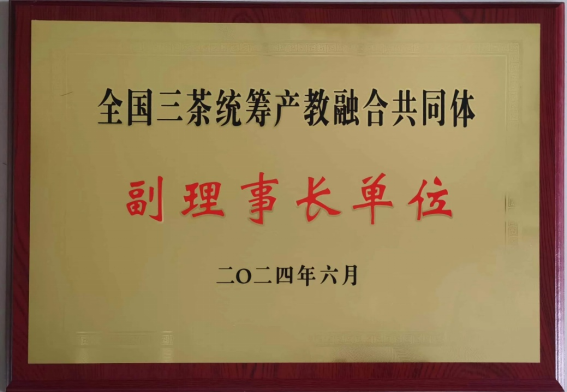 全国三茶统筹产教融合共同体
副理事长单位
二〇二四年六月